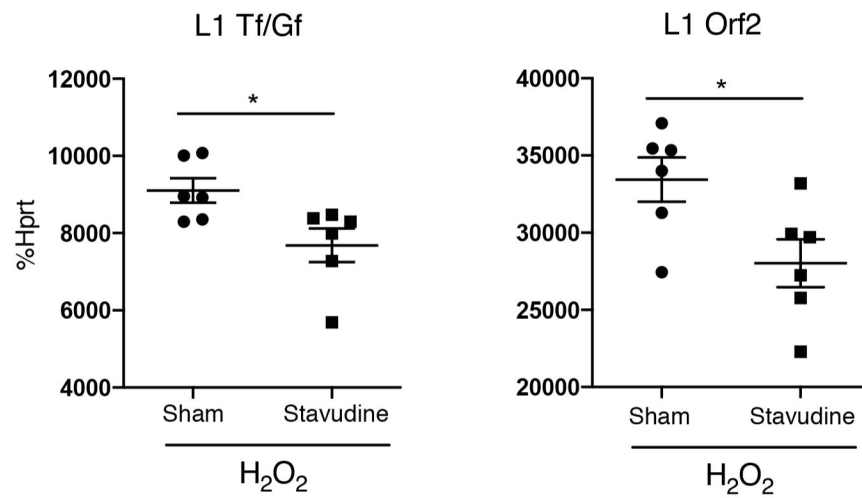 L1 Tf/Gf
%Hprt
12000
10000
8000
6000
4000
*
Sham Stavudine
H₂O₂
L1 Orf2
40000
35000
30000
25000
20000
*
Sham Stavudine
H₂O₂